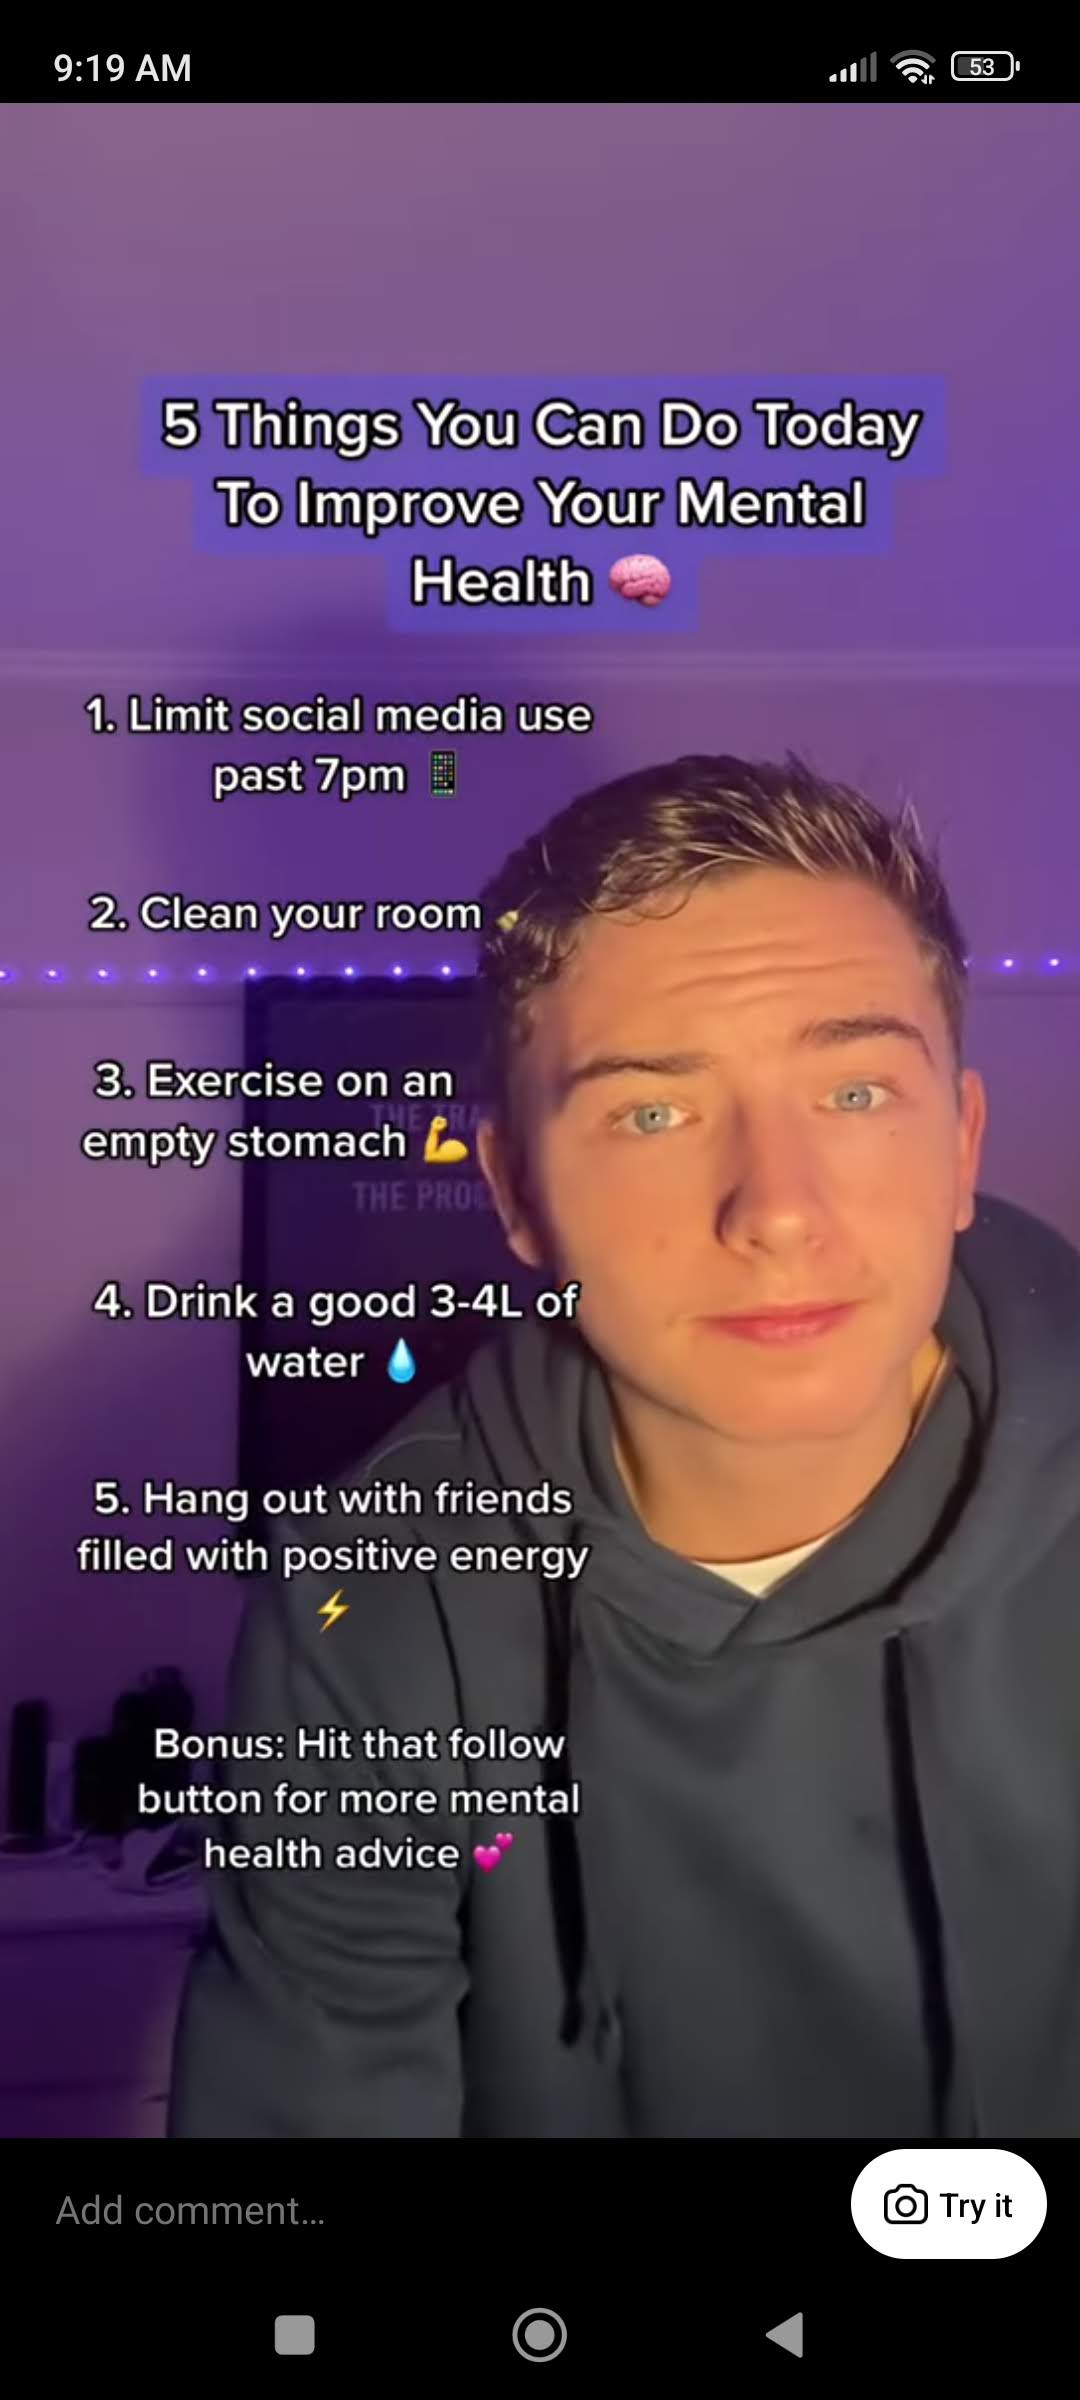 9:19 AM
53
5 Things You Can Do Today
To Improve Your Mental
Health 🧠
1. Limit social media use
past 7pm 📱
2. Clean your room 🧹
3. Exercise on an
empty stomach 💪
THE
THE
4. Drink a good 3-4L of
water 💧
5. Hang out with friends
filled with positive energy
⚡
Bonus: Hit that follow
button for more mental
health advice 💕
Add comment...
Try it